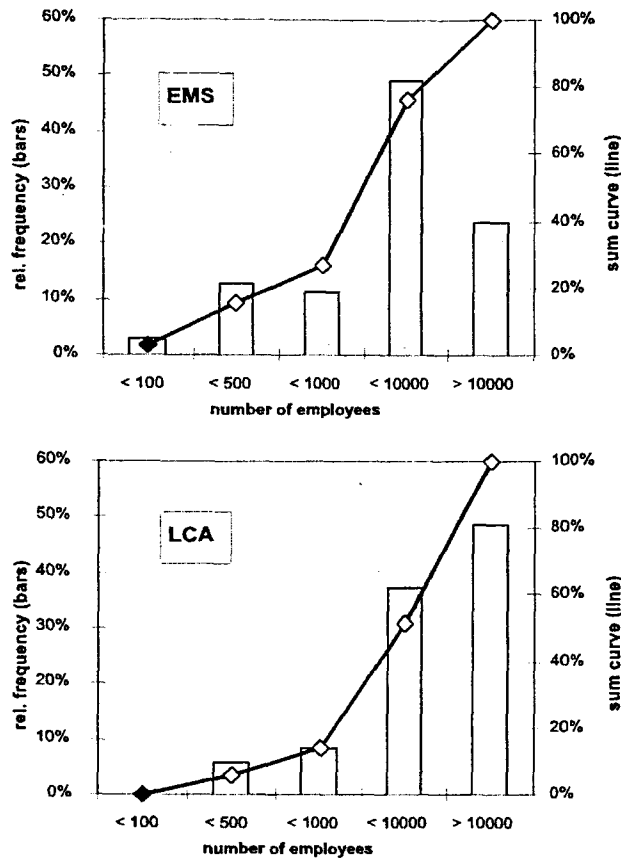 60%
50%
40%
30%
20%
10%
0%
rel. frequency (bars)
EMS
100%
80%
60%
40%
20%
0%
sum curve (line)
< 100 < 500 < 1000 < 10000 > 10000
number of employees
60%
50%
40%
30%
20%
10%
0%
rel. frequency (bars)
LCA
100%
80%
60%
40%
20%
0%
sum curve (line)
< 100 < 500 < 1000 < 10000 > 10000
number of employees